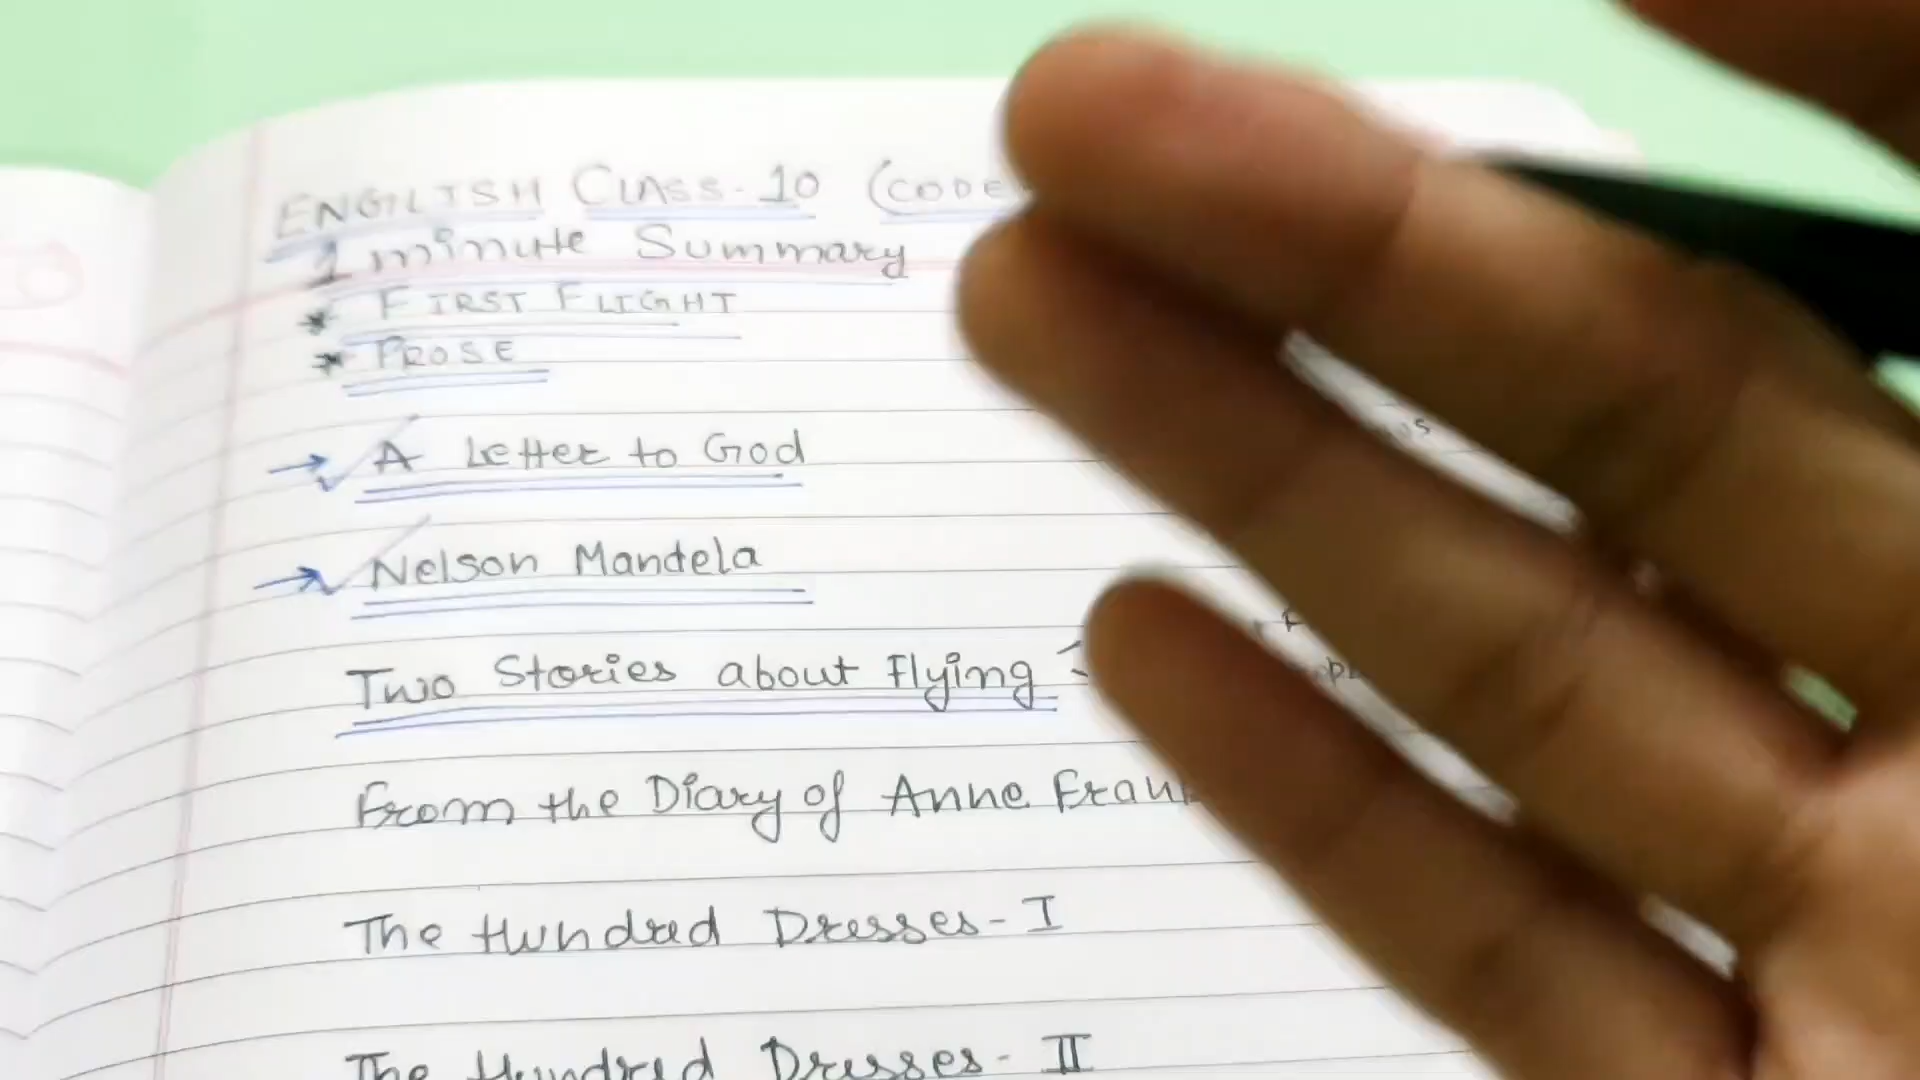 ENGLISH CLASS-10 (CODE
1 minute Summary
* FIRST FLIGHT
* PROSE
→ ✓ A Letter to God
→ ✓ Nelson Mandela
Two Stories about Flying
From the Diary of Anne Frank
The Hundred Dresses-I
The Hundred Dresses-II